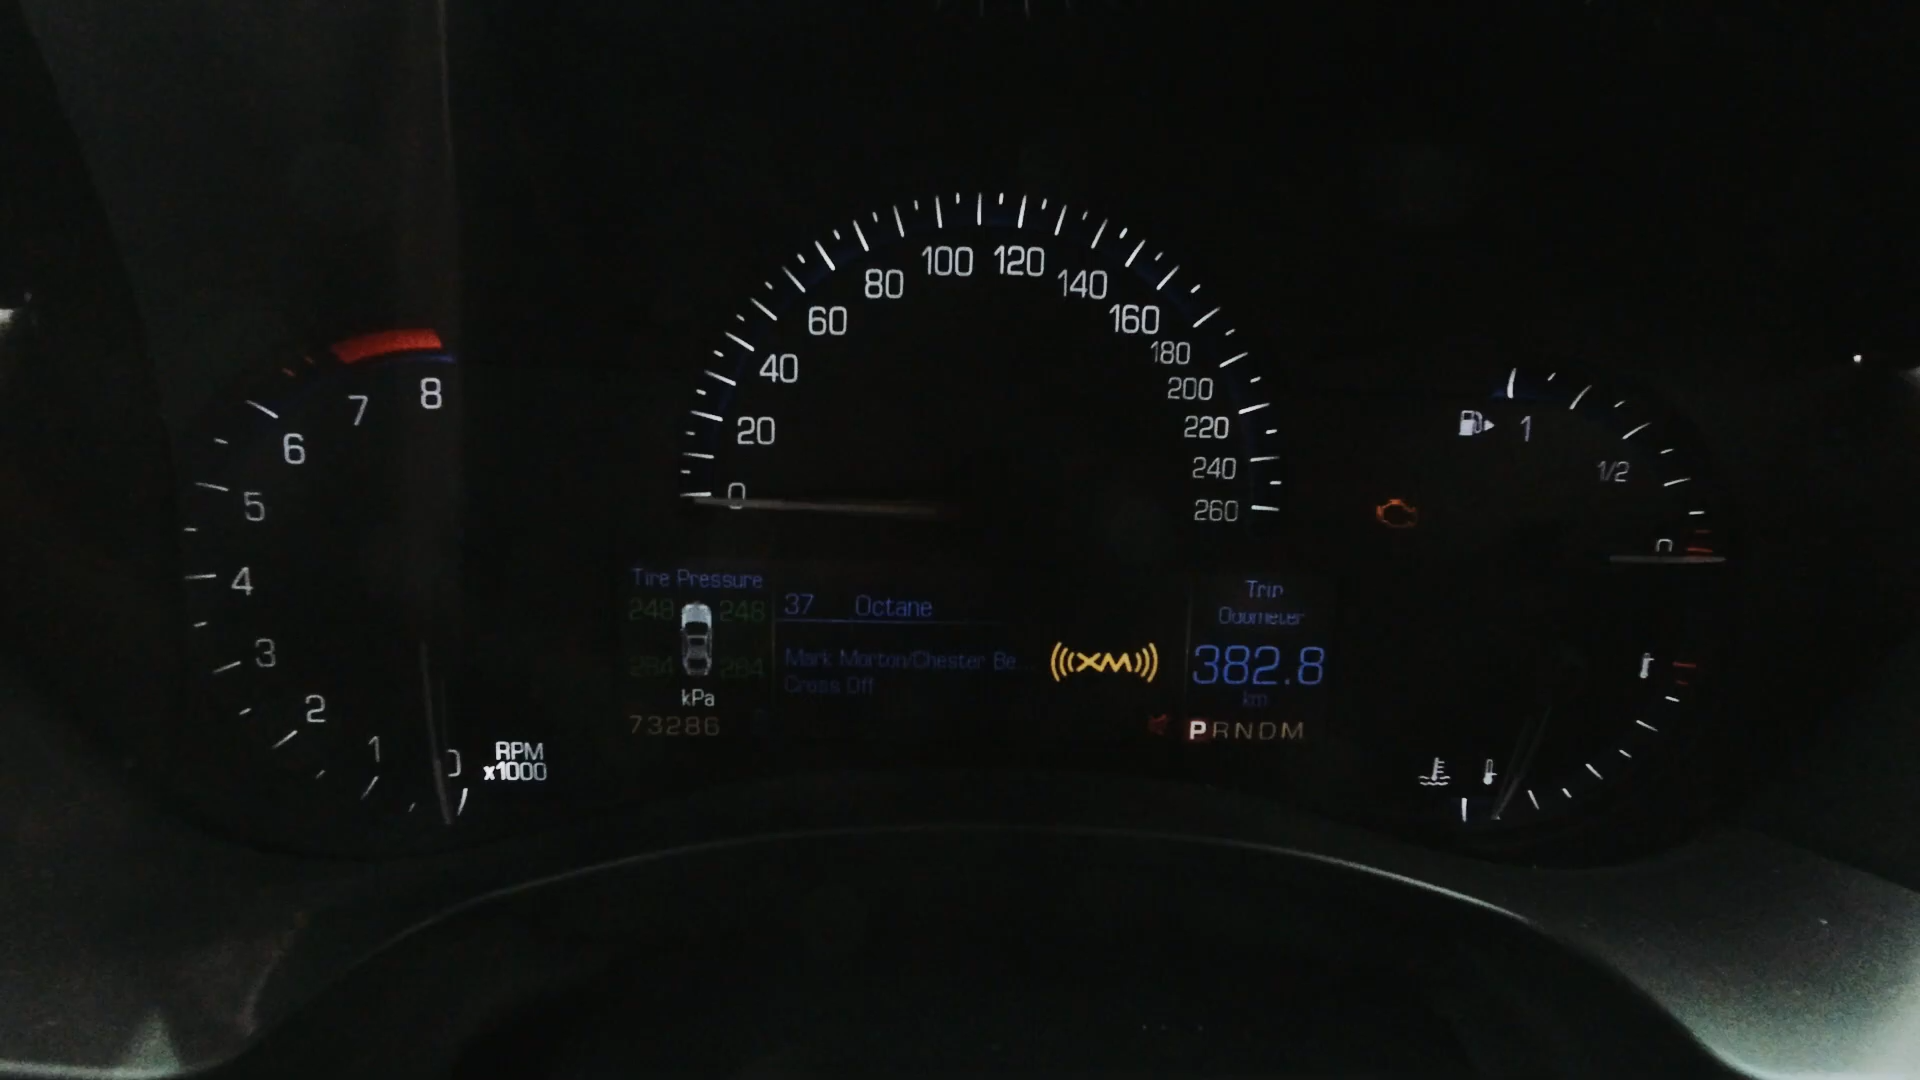 8
7
6
5
4
3
2
1
RPM
x1000
0
20
40
60
80
100
120
140
160
180
200
220
240
260
Tire Pressure
248 248
284 284
kPa
73286
37 Octane
Mark Morton/Chester Be...
Cross Off
((XM))
Trip
Odometer
382.8
km
PRNDM
1
1/2
0